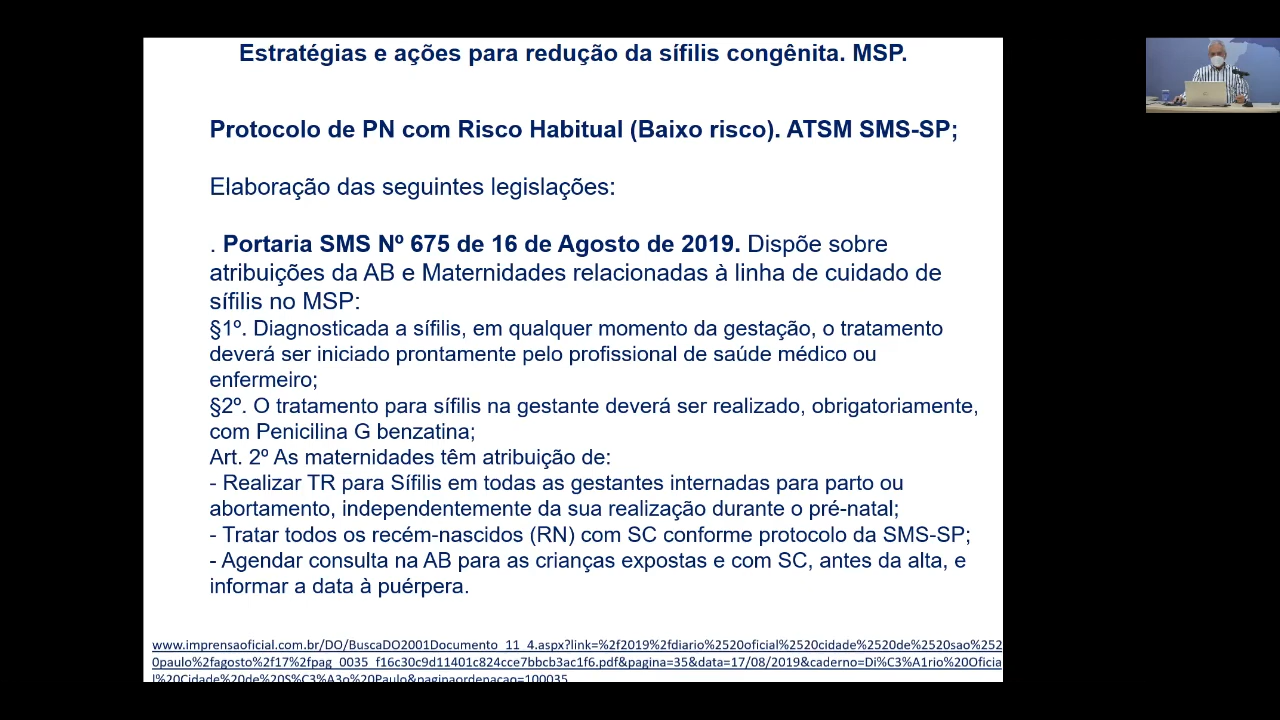 Estratégias e ações para redução da sífilis congênita. MSP.
Protocolo de PN com Risco Habitual (Baixo risco). ATSM SMS-SP;
Elaboração das seguintes legislações:
. Portaria SMS Nº 675 de 16 de Agosto de 2019. Dispõe sobre
atribuições da AB e Maternidades relacionadas à linha de cuidado de
sífilis no MSP:
§1º. Diagnosticada a sífilis, em qualquer momento da gestação, o tratamento
deverá ser iniciado prontamente pelo profissional de saúde médico ou
enfermeiro;
§2º. O tratamento para sífilis na gestante deverá ser realizado, obrigatoriamente,
com Penicilina G benzatina;
Art. 2º As maternidades têm atribuição de:
- Realizar TR para Sífilis em todas as gestantes internadas para parto ou
abortamento, independentemente da sua realização durante o pré-natal;
- Tratar todos os recém-nascidos (RN) com SC conforme protocolo da SMS-SP;
- Agendar consulta na AB para as crianças expostas e com SC, antes da alta, e
informar a data à puérpera.
www.imprensaoficial.com.br/DO/BuscaDO2001Documento_11_4.aspx?link=%2f2019%2fdiario%2520oficial%2520cidade%2520de%2520sao%252
0paulo%2fagosto%2f17%2fpag_0035_f16c30c9d11401c824cce7bbcb3ac1f6.pdf&pagina=35&data=17/08/2019&caderno=Di%C3%A1rio%20Oficia
l%20Cidade%20de%20S%C3%A3o%20Paulo&paginaordenacao=100035